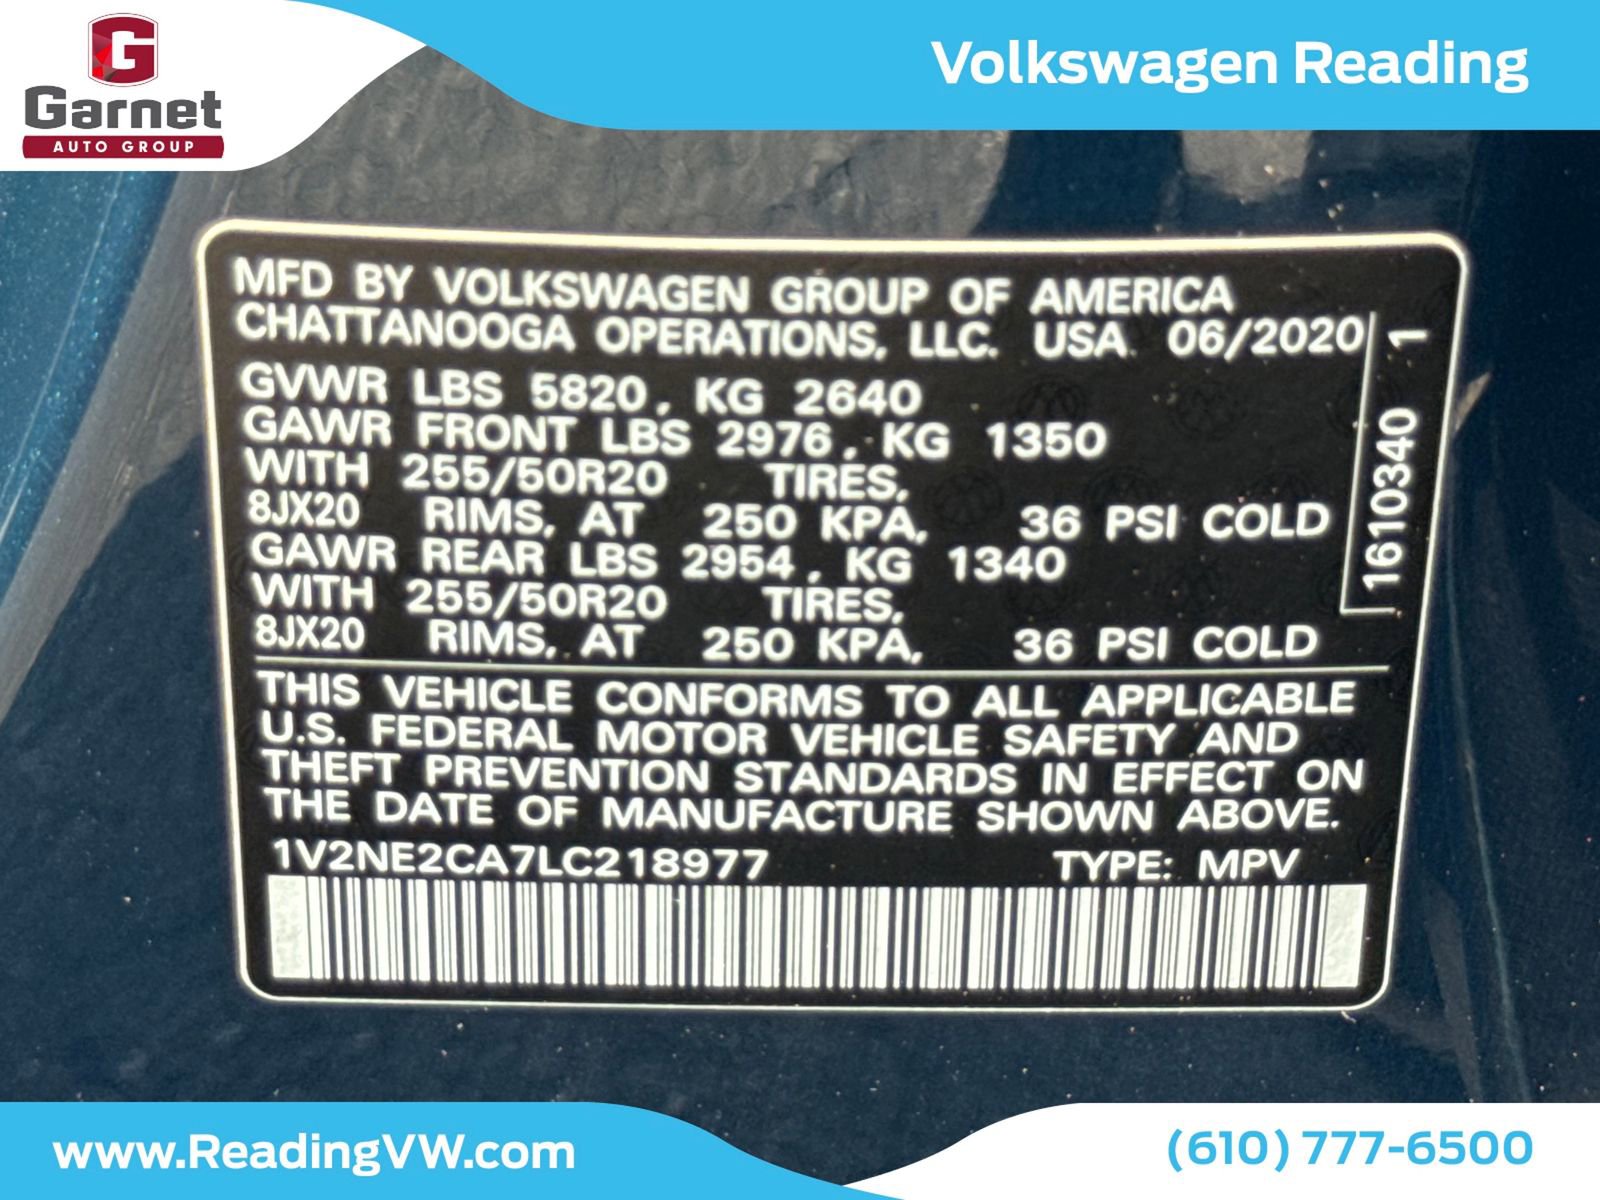 G
Garnet
AUTO GROUP
Volkswagen Reading
MFD BY VOLKSWAGEN GROUP OF AMERICA
CHATTANOOGA OPERATIONS, LLC. USA 06/2020
GVWR LBS 5820, KG 2640
GAWR FRONT LBS 2976, KG 1350
WITH 255/50R20 TIRES,
8JX20 RIMS, AT 250 KPA, 36 PSI COLD
GAWR REAR LBS 2954, KG 1340
WITH 255/50R20 TIRES,
8JX20 RIMS, AT 250 KPA, 36 PSI COLD
1610340 1
THIS VEHICLE CONFORMS TO ALL APPLICABLE
U.S. FEDERAL MOTOR VEHICLE SAFETY AND
THEFT PREVENTION STANDARDS IN EFFECT ON
THE DATE OF MANUFACTURE SHOWN ABOVE.
1V2NE2CA7LC218977 TYPE: MPV
www.ReadingVW.com
(610) 777-6500